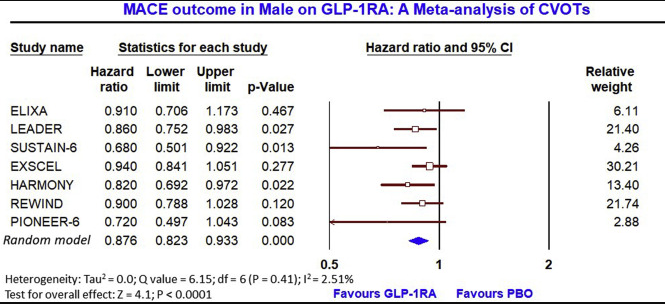 MACE outcome in Male on GLP-1RA: A Meta-analysis of CVOTs
Study name Statistics for each study Hazard ratio and 95% CI
Hazard ratio Lower limit Upper limit p-Value Relative weight
ELIXA 0.910 0.706 1.173 0.467 6.11
LEADER 0.860 0.752 0.983 0.027 21.40
SUSTAIN-6 0.680 0.501 0.922 0.013 4.26
EXSCEL 0.940 0.841 1.051 0.277 30.21
HARMONY 0.820 0.692 0.972 0.022 13.40
REWIND 0.900 0.788 1.028 0.120 21.74
PIONEER-6 0.720 0.497 1.043 0.083 2.88
Random model 0.876 0.823 0.933 0.000
0.5 1 2
Heterogeneity: Tau² = 0.0; Q value = 6.15; df = 6 (P = 0.41); I² = 2.51%
Test for overall effect: Z = 4.1; P < 0.0001 Favours GLP-1RA Favours PBO